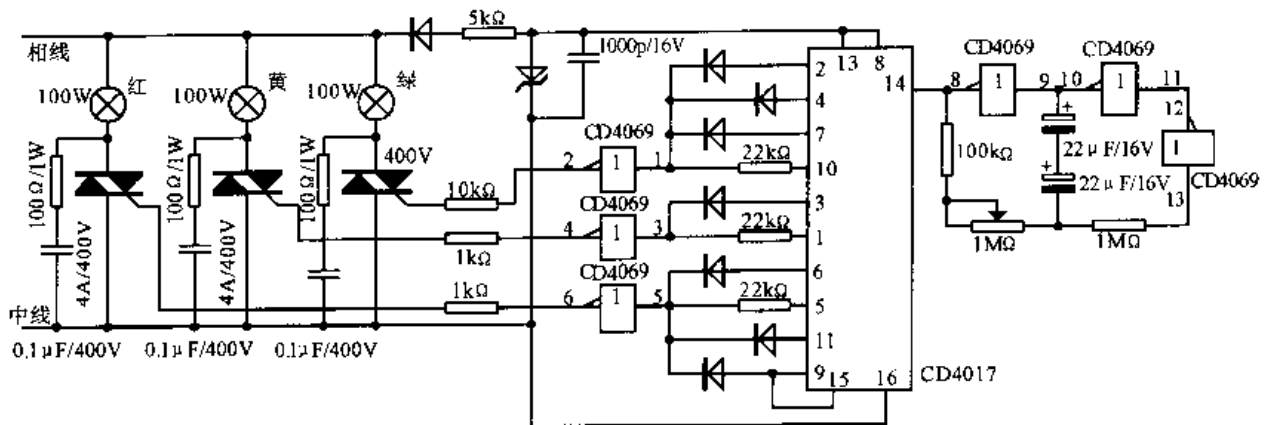 5kΩ
相线
1000p/16V
13
8
2
4
7
10
3
1
6
5
11
9
15
16
14
CD4017
红
黄
绿
100W
100W
100W
100Ω/1W
100Ω/1W
100Ω/1W
400V
4A/400V
4A/400V
中线
0.1μF/400V
0.1μF/400V
0.1μF/400V
10kΩ
1kΩ
1kΩ
CD4069
2
1
1
CD4069
4
1
3
CD4069
6
1
5
22kΩ
22kΩ
22kΩ
CD4069
8
1
9
CD4069
10
1
11
12
1
13
CD4069
100kΩ
+
22μF/16V
+
22μF/16V
1MΩ
1MΩ